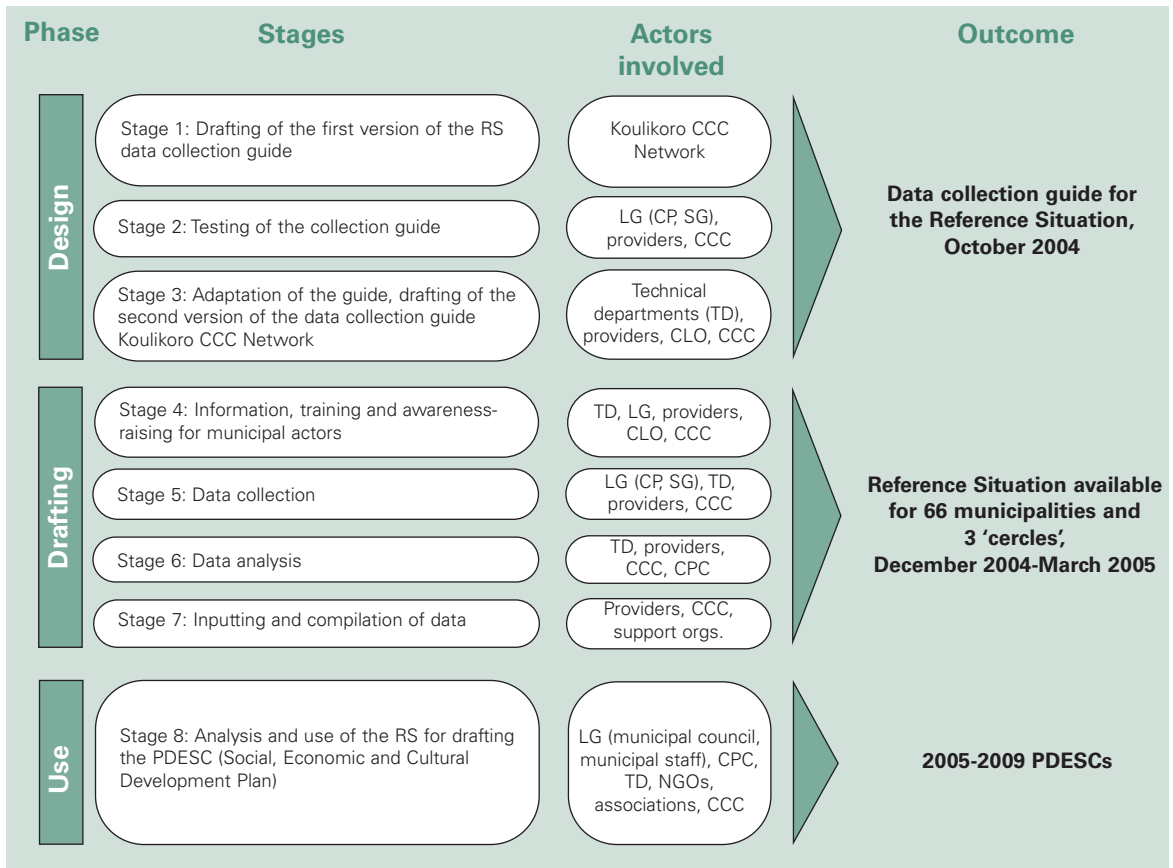 Phase
Stages
Actors
involved
Outcome
Design
Stage 1: Drafting of the first version of the RS
data collection guide
Koulikoro CCC
Network
Stage 2: Testing of the collection guide
LG (CP, SG),
providers, CCC
Stage 3: Adaptation of the guide, drafting of the
second version of the data collection guide
Koulikoro CCC Network
Technical
departments (TD),
providers, CLO, CCC
Data collection guide for
the Reference Situation,
October 2004
Drafting
Stage 4: Information, training and awareness-
raising for municipal actors
TD, LG, providers,
CLO, CCC
Stage 5: Data collection
LG (CP, SG), TD,
providers, CCC
Stage 6: Data analysis
TD, providers,
CCC, CPC
Stage 7: Inputting and compilation of data
Providers, CCC,
support orgs.
Reference Situation available
for 66 municipalities and
3 ‘cercles’,
December 2004-March 2005
Use
Stage 8: Analysis and use of the RS for drafting
the PDESC (Social, Economic and Cultural
Development Plan)
LG (municipal council,
municipal staff), CPC,
TD, NGOs,
associations, CCC
2005-2009 PDESCs